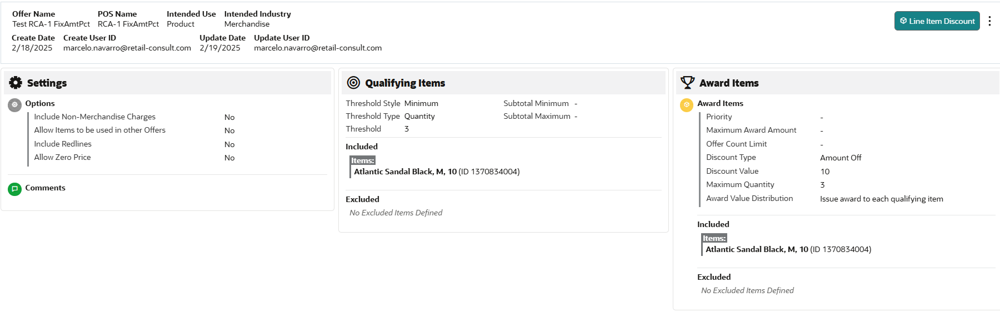 Offer Name POS Name Intended Use Intended Industry
Test RCA-1 FixAmtPct RCA-1 FixAmtPct Product Merchandise
Line Item Discount
Create Date Create User ID Update Date Update User ID
2/18/2025 marcelo.navarro@retail-consult.com 2/19/2025 marcelo.navarro@retail-consult.com
Settings
Options
Include Non-Merchandise Charges No
Allow Items to be used in other Offers No
Include Redlines No
Allow Zero Price No
Comments
Qualifying Items
Threshold Style Minimum Subtotal Minimum -
Threshold Type Quantity Subtotal Maximum -
Threshold 3
Included
Items:
Atlantic Sandal Black, M, 10 (ID 1370834004)
Excluded
No Excluded Items Defined
Award Items
Award Items
Priority -
Maximum Award Amount -
Offer Count Limit -
Discount Type Amount Off
Discount Value 10
Maximum Quantity 3
Award Value Distribution Issue award to each qualifying item
Included
Items:
Atlantic Sandal Black, M, 10 (ID 1370834004)
Excluded
No Excluded Items Defined